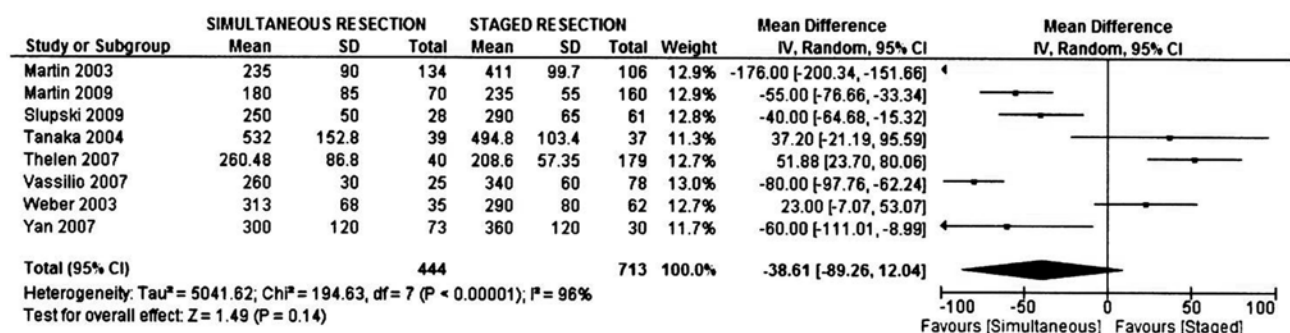 SIMULTANEOUS RESECTION STAGED RESECTION Mean Difference Mean Difference
Study or Subgroup Mean SD Total Mean SD Total Weight IV, Random, 95% CI IV, Random, 95% CI
Martin 2003 235 90 134 411 99.7 106 12.9% -176.00 [-200.34, -151.66]
Martin 2009 180 85 70 235 55 160 12.9% -55.00 [-76.66, -33.34]
Slupski 2009 250 50 28 290 65 61 12.8% -40.00 [-64.68, -15.32]
Tanaka 2004 532 152.8 39 494.8 103.4 37 11.3% 37.20 [-21.19, 95.59]
Thelen 2007 260.48 86.8 40 208.6 57.35 179 12.7% 51.88 [23.70, 80.06]
Vassilio 2007 260 30 25 340 60 78 13.0% -80.00 [-97.76, -62.24]
Weber 2003 313 68 35 290 80 62 12.7% 23.00 [-7.07, 53.07]
Yan 2007 300 120 73 360 120 30 11.7% -60.00 [-111.01, -8.99]
Total (95% CI) 444 713 100.0% -38.61 [-89.26, 12.04]
Heterogeneity: Tau² = 5041.62; Chi² = 194.63, df = 7 (P < 0.00001); I² = 96%
Test for overall effect: Z = 1.49 (P = 0.14)
-100 -50 0 50 100
Favours [Simultaneous] Favours [Staged]